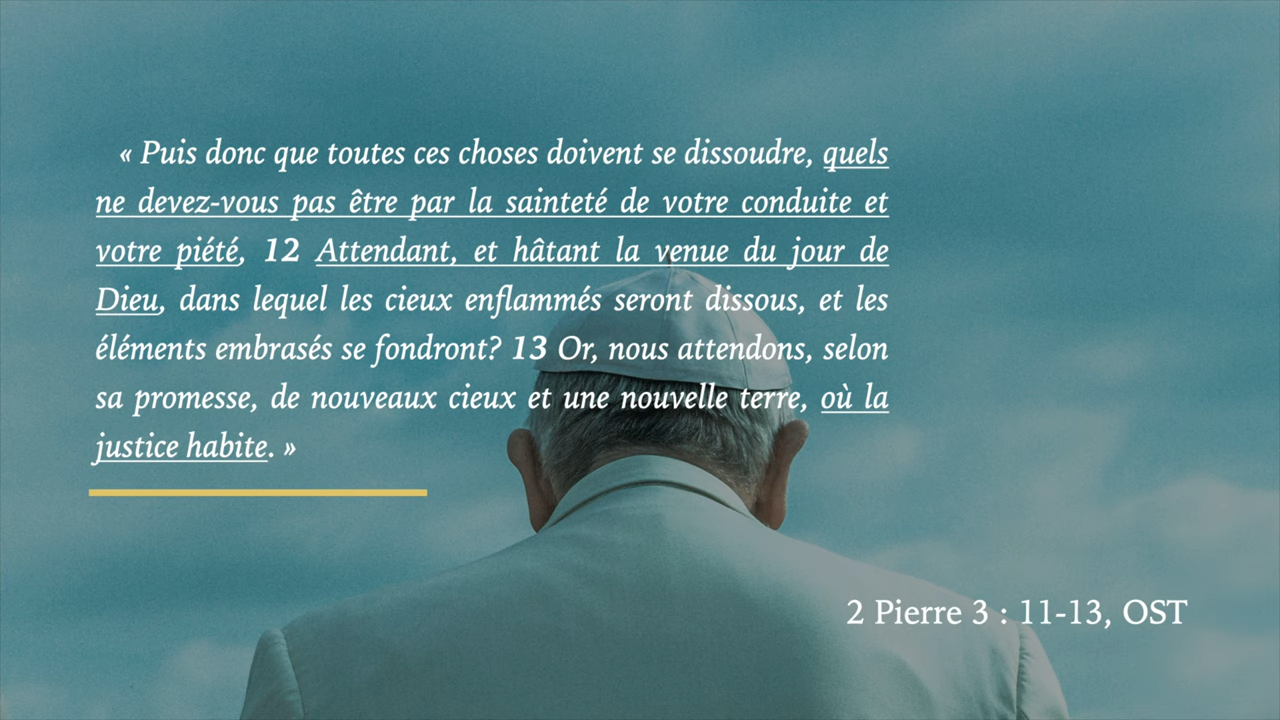 « Puis donc que toutes ces choses doivent se dissoudre, quels
ne devez-vous pas être par la sainteté de votre conduite et
votre piété, 12 Attendant, et hâtant la venue du jour de
Dieu, dans lequel les cieux enflammés seront dissous, et les
éléments embrasés se fondront? 13 Or, nous attendons, selon
sa promesse, de nouveaux cieux et une nouvelle terre, où la
justice habite. »
2 Pierre 3 : 11-13, OST